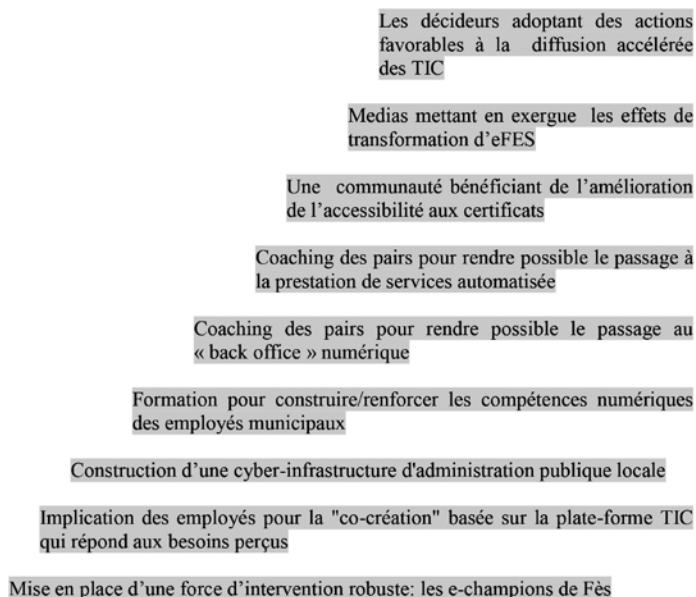 Les décideurs adoptant des actions
favorables à la diffusion accélérée
des TIC
Medias mettant en exergue les effets de
transformation d'eFES
Une communauté bénéficiant de l'amélioration
de l'accessibilité aux certificats
Coaching des pairs pour rendre possible le passage à
la prestation de services automatisée
Coaching des pairs pour rendre possible le passage au
« back office » numérique
Formation pour construire/renforcer les compétences numériques
des employés municipaux
Construction d'une cyber-infrastructure d'administration publique locale
Implication des employés pour la "co-création" basée sur la plate-forme TIC
qui répond aux besoins perçus
Mise en place d'une force d'intervention robuste: les e-champions de Fès